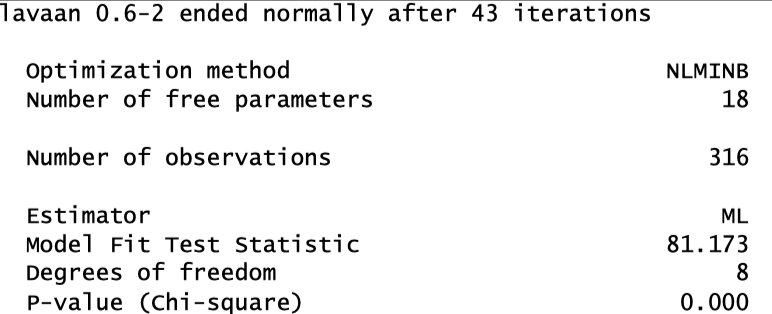 lavaan 0.6-2 ended normally after 43 iterations
Optimization method NLMINB
Number of free parameters 18
Number of observations 316
Estimator ML
Model Fit Test Statistic 81.173
Degrees of freedom 8
P-value (Chi-square) 0.000